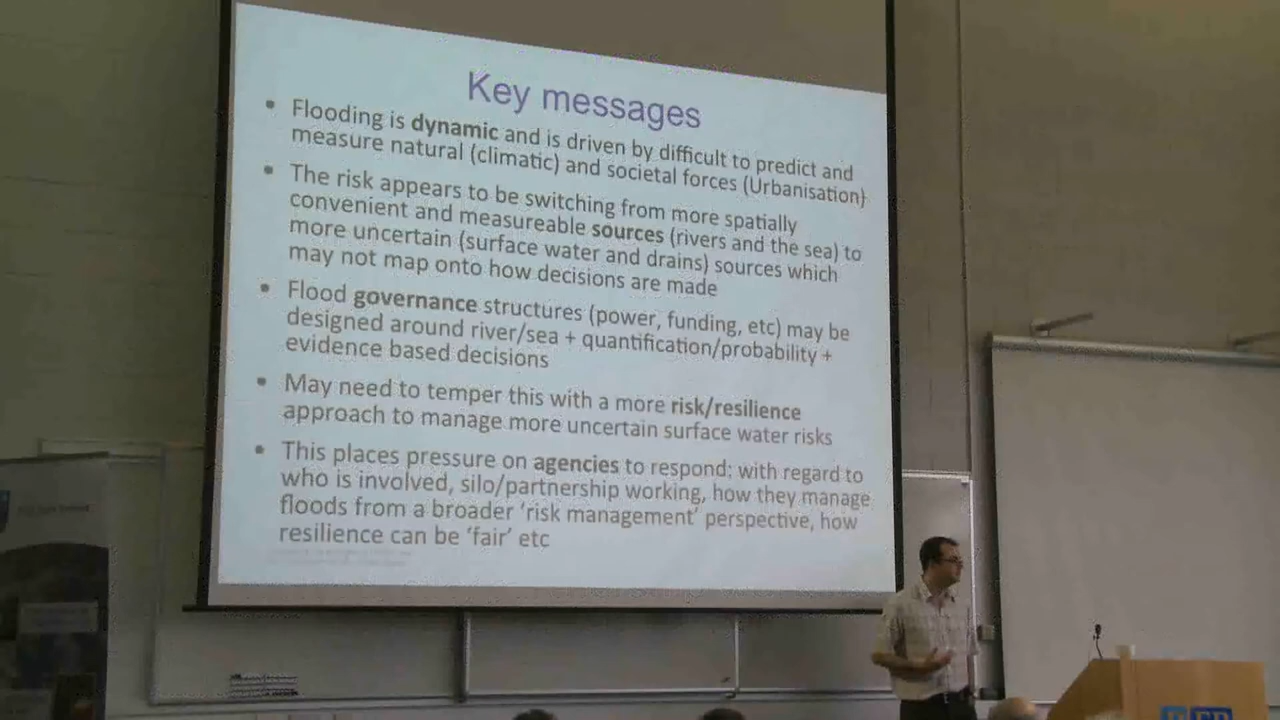 Key messages
• Flooding is dynamic and is driven by difficult to predict and
measure natural (climatic) and societal forces (Urbanisation)
• The risk appears to be switching from more spatially
convenient and measureable sources (rivers and the sea) to
more uncertain (surface water and drains) sources which
may not map onto how decisions are made
• Flood governance structures (power, funding, etc) may be
designed around river/sea + quantification/probability +
evidence based decisions
• May need to temper this with a more risk/resilience
approach to manage more uncertain surface water risks
• This places pressure on agencies to respond: with regard to
who is involved, silo/partnership working, how they manage
floods from a broader ‘risk management’ perspective, how
resilience can be ‘fair’ etc